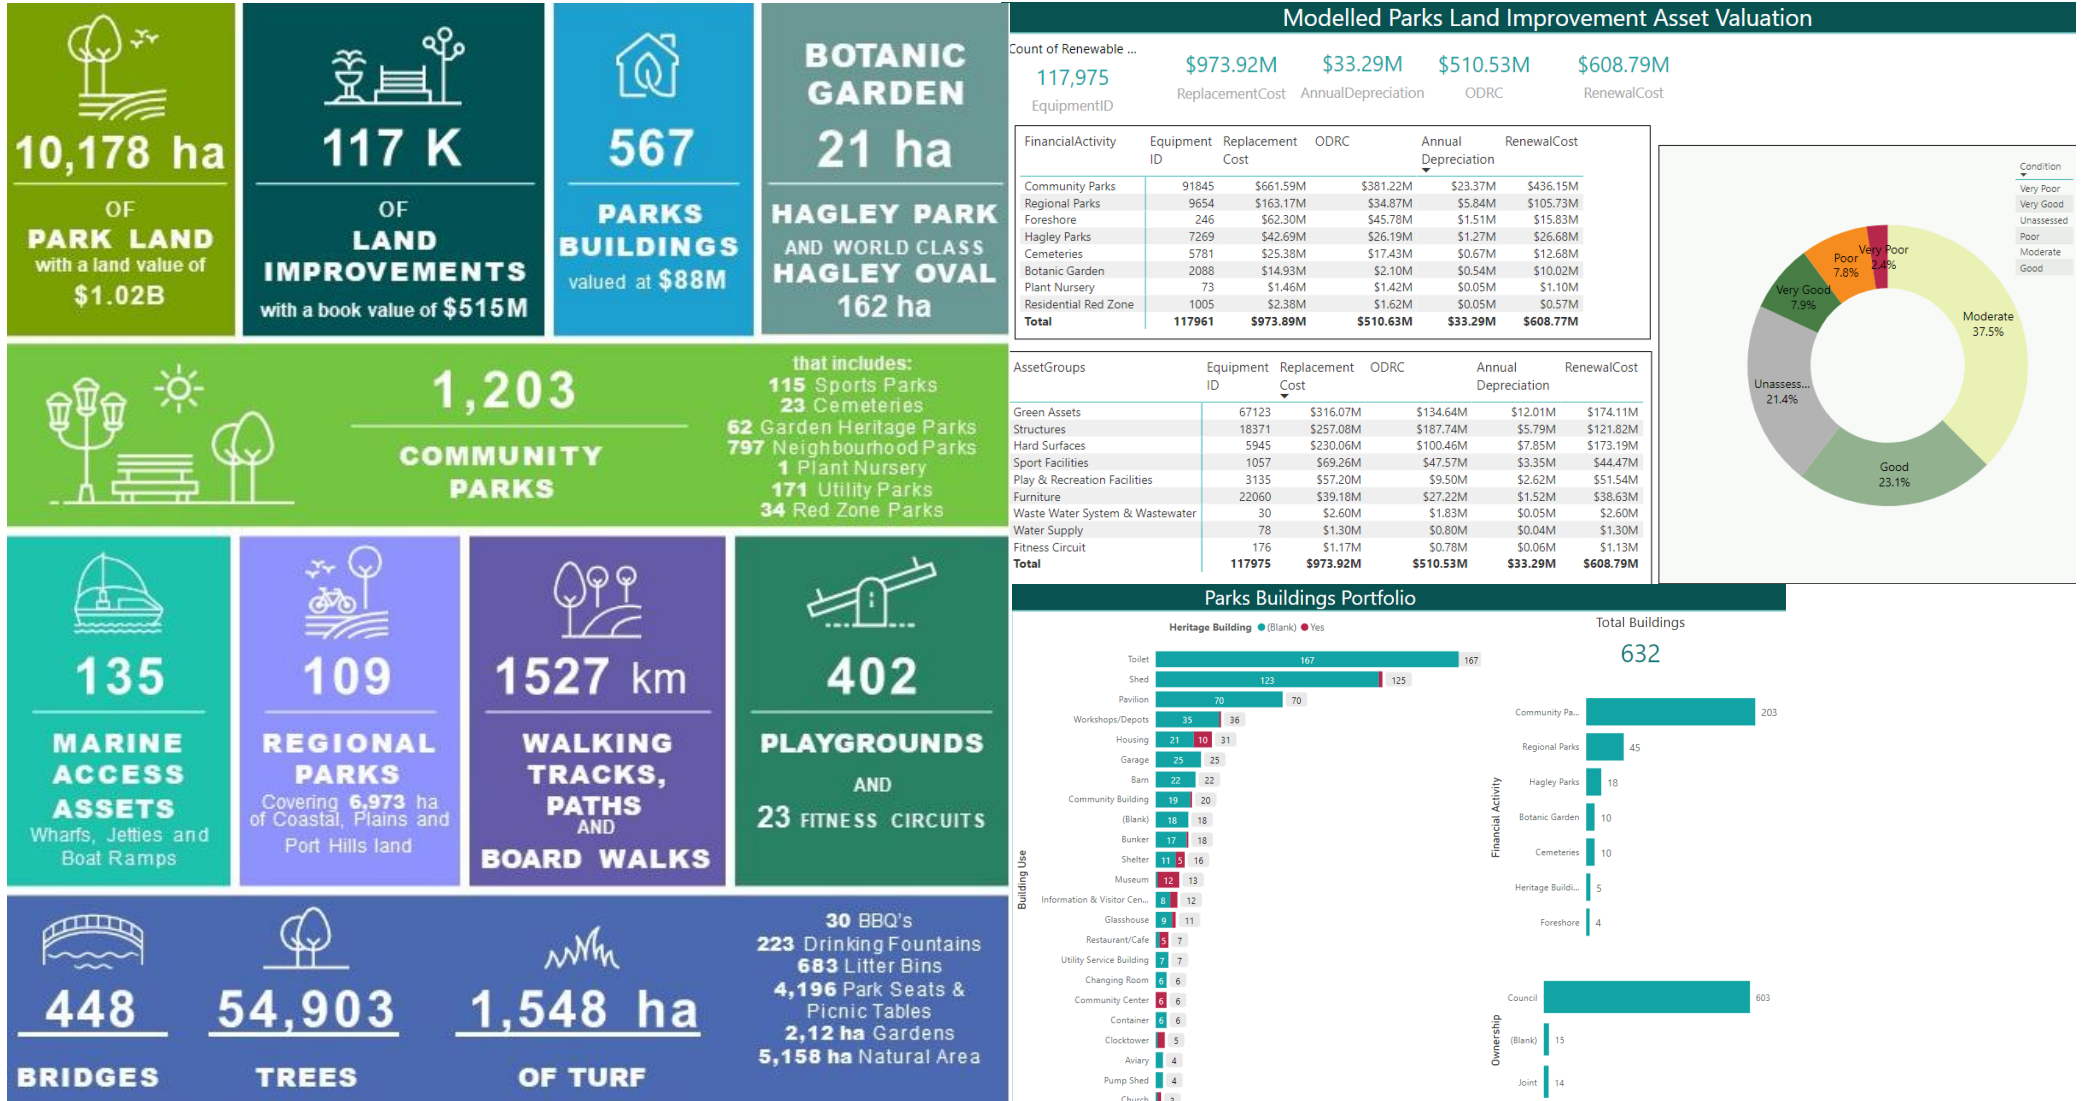 10,178 ha
OF
PARK LAND
with a land value of
$1.02B
117 K
OF
LAND
IMPROVEMENTS
with a book value of $515M
567
PARKS
BUILDINGS
valued at $88M
BOTANIC
GARDEN
21 ha
HAGLEY PARK
AND WORLD CLASS
HAGLEY OVAL
162 ha
1,203
COMMUNITY
PARKS
that includes:
115 Sports Parks
23 Cemeteries
62 Garden Heritage Parks
797 Neighbourhood Parks
1 Plant Nursery
171 Utility Parks
34 Red Zone Parks
135
MARINE
ACCESS
ASSETS
Wharfs, Jetties and
Boat Ramps
109
REGIONAL
PARKS
Covering 6,973 ha
of Coastal, Plains and
Port Hills land
1527 km
WALKING
TRACKS,
PATHS
AND
BOARD WALKS
402
PLAYGROUNDS
AND
23 FITNESS CIRCUITS
448
BRIDGES
54,903
TREES
1,548 ha
OF TURF
30 BBQ's
223 Drinking Fountains
683 Litter Bins
4,196 Park Seats &
Picnic Tables
2,12 ha Gardens
5,158 ha Natural Area
Modelled Parks Land Improvement Asset Valuation
Count of Renewable ...
117,975
EquipmentID
$973.92M
ReplacementCost
$33.29M
AnnualDepreciation
$510.53M
ODRC
$608.79M
RenewalCost
FinancialActivity Equipment ID Replacement Cost ODRC Annual Depreciation RenewalCost
Community Parks 91845 $661.59M $381.22M $23.37M $436.15M
Regional Parks 9654 $163.17M $34.87M $5.84M $105.73M
Foreshore 246 $62.30M $45.78M $1.51M $15.83M
Hagley Parks 7269 $42.69M $26.19M $1.27M $26.68M
Cemeteries 5781 $25.38M $17.43M $0.67M $12.68M
Botanic Garden 2088 $14.93M $2.10M $0.54M $10.02M
Plant Nursery 73 $1.46M $1.42M $0.05M $1.10M
Residential Red Zone 1005 $2.38M $1.62M $0.05M $0.57M
Total 117961 $973.89M $510.63M $33.29M $608.77M
AssetGroups Equipment ID Replacement Cost ODRC Annual Depreciation RenewalCost
Green Assets 67123 $316.07M $134.64M $12.01M $174.11M
Structures 18371 $257.08M $187.74M $5.79M $121.82M
Hard Surfaces 5945 $230.06M $100.46M $7.85M $173.19M
Sport Facilities 1057 $69.26M $47.57M $3.35M $44.47M
Play & Recreation Facilities 3135 $57.20M $9.50M $2.62M $51.54M
Furniture 22060 $39.18M $27.22M $1.52M $38.63M
Waste Water System & Wastewater 30 $2.60M $1.83M $0.05M $2.60M
Water Supply 78 $1.30M $0.80M $0.04M $1.30M
Fitness Circuit 176 $1.17M $0.78M $0.06M $1.13M
Total 117975 $973.92M $510.53M $33.29M $608.79M
Condition
Very Poor
Very Good
Unassessed
Poor
Moderate
Good
Very Poor
2.4%
Poor
7.8%
Very Good
7.9%
Unassess...
21.4%
Good
23.1%
Moderate
37.5%
Parks Buildings Portfolio
Heritage Building (Blank) Yes
Building Use
Toilet 167 167
Shed 123 125
Pavilion 70 70
Workshops/Depots 35 36
Housing 21 10 31
Garage 25 25
Barn 22 22
Community Building 19 20
(Blank) 18 18
Bunker 17 18
Shelter 11 5 16
Museum 12 13
Information & Visitor Cen... 8 12
Glasshouse 9 11
Restaurant/Cafe 5 7
Utility Service Building 7 7
Changing Room 6 6
Community Center 6 6
Container 6 6
Clocktower 5
Aviary 4
Pump Shed 4
Church 3
Total Buildings
632
Financial Activity
Community Pa... 203
Regional Parks 45
Hagley Parks 18
Botanic Garden 10
Cemeteries 10
Heritage Buildi... 5
Foreshore 4
Ownership
Council 603
(Blank) 15
Joint 14